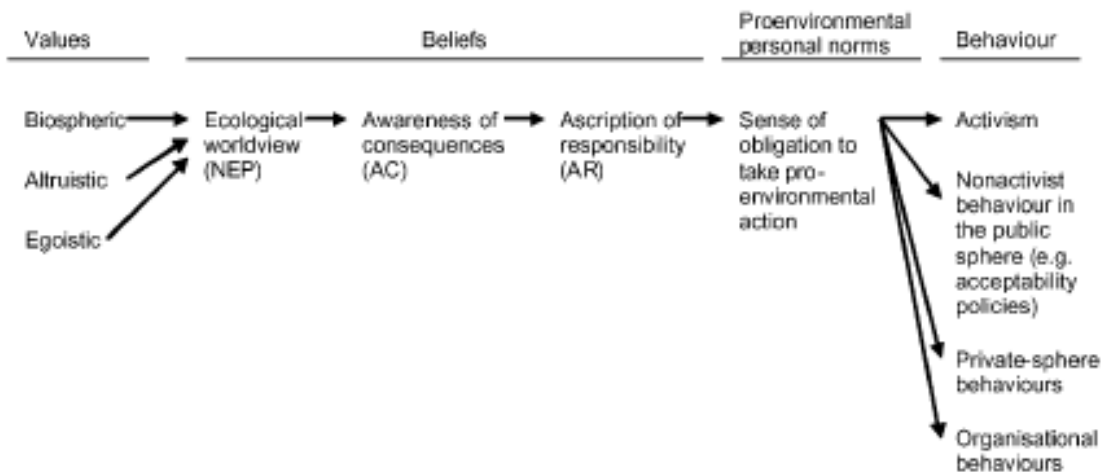 Values
Beliefs
Proenvironmental
personal norms
Behaviour
Biospheric
Altruistic
Egoistic
Ecological
worldview
(NEP)
Awareness of
consequences
(AC)
Ascription of
responsibility
(AR)
Sense of
obligation to
take pro-
environmental
action
Activism
Nonactivist
behaviour in
the public
sphere (e.g.
acceptability
policies)
Private-sphere
behaviours
Organisational
behaviours